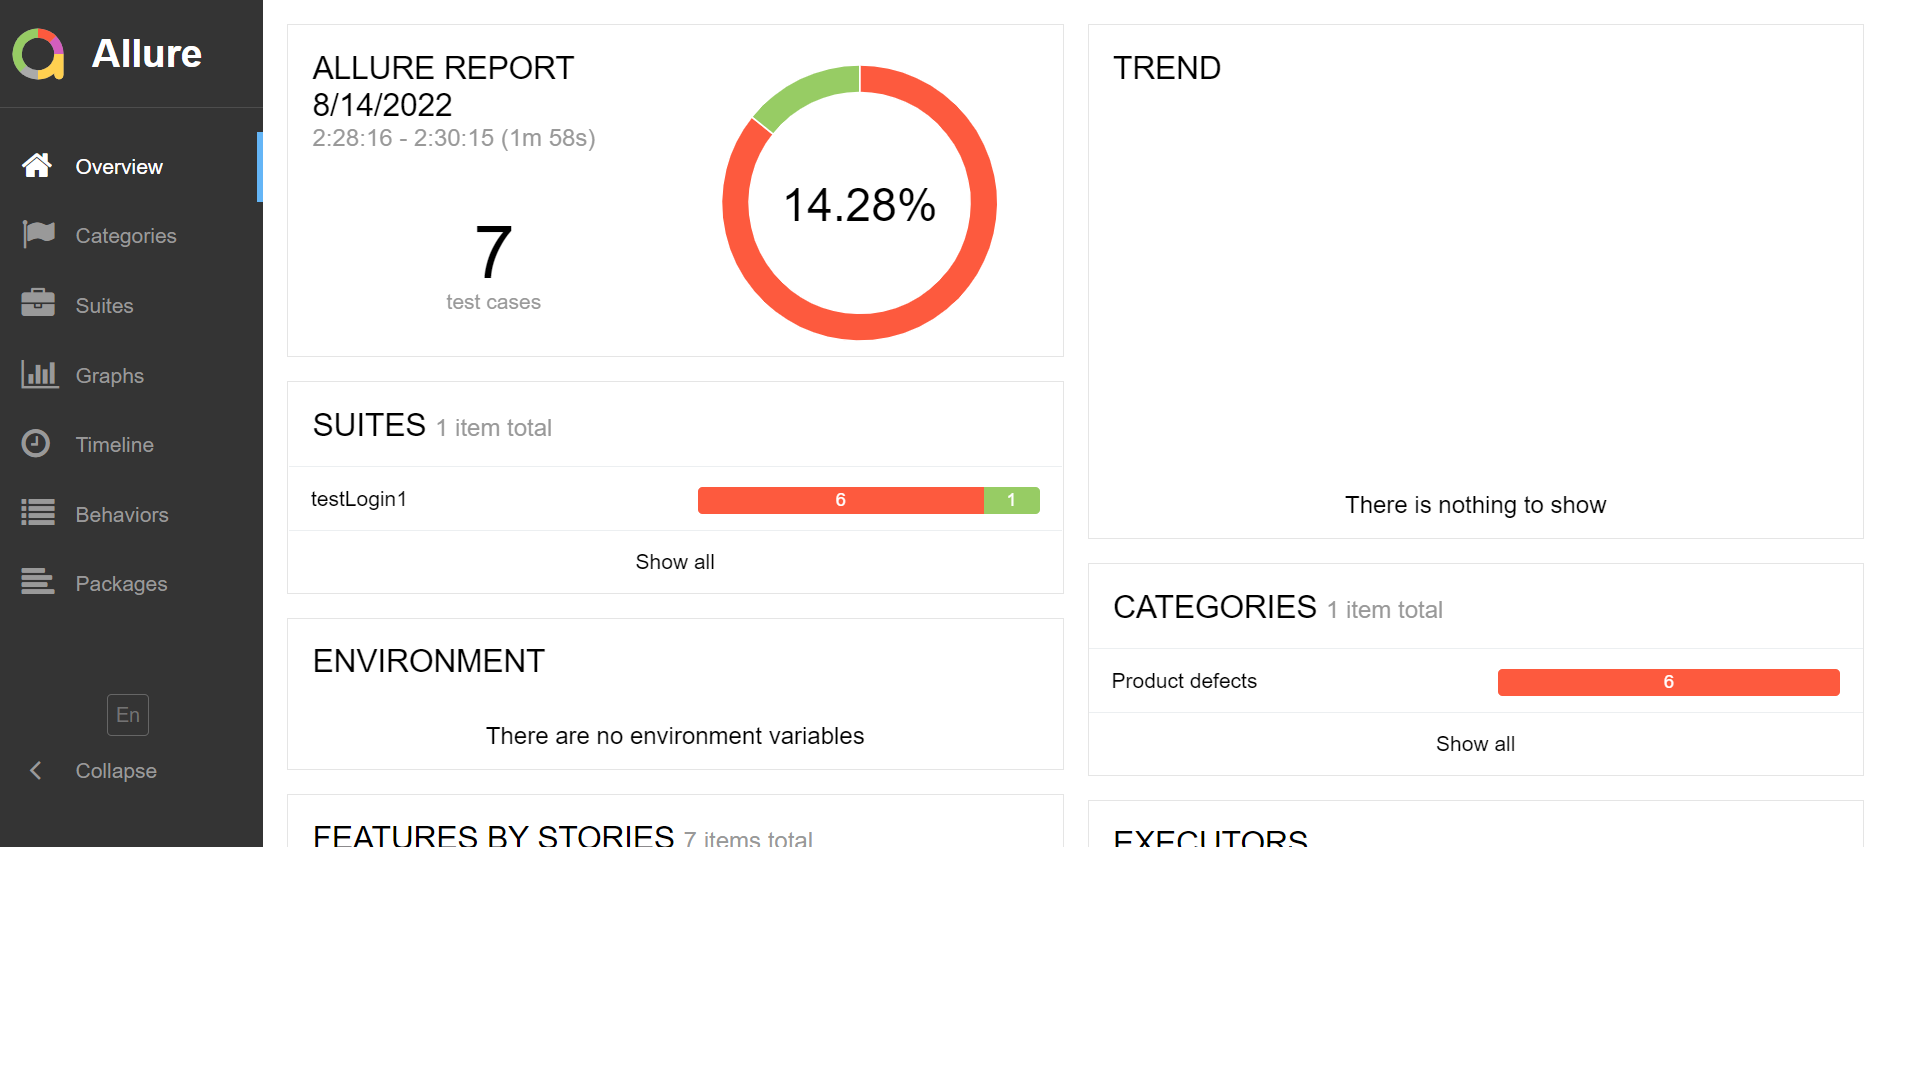 Allure
Overview
Categories
Suites
Graphs
Timeline
Behaviors
Packages
En
Collapse
ALLURE REPORT
8/14/2022
2:28:16 - 2:30:15 (1m 58s)
7
test cases
14.28%
SUITES 1 item total
testLogin1 6 1
Show all
ENVIRONMENT
There are no environment variables
FEATURES BY STORIES 7 items total
TREND
There is nothing to show
CATEGORIES 1 item total
Product defects 6
Show all
EXECUTORS